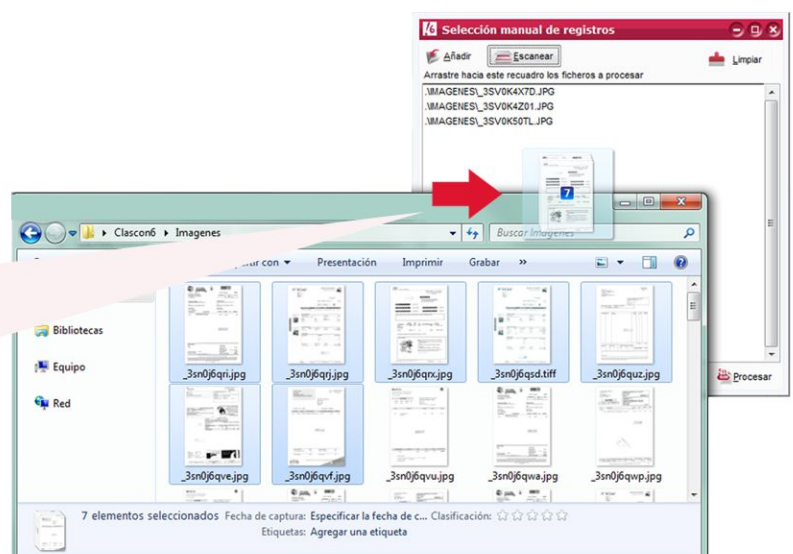 Selección manual de registros
Añadir Escanear Limpiar
Arrastre hacia este recuadro los ficheros a procesar
.\IMAGENES\_3SV0K4X7D.JPG
.\IMAGENES\_3SV0K4Z01.JPG
.\IMAGENES\_3SV0K50TL.JPG
7
Clascon6 Imagenes Buscar Imagenes
con Presentación Imprimir Grabar »
Bibliotecas
Equipo
Red
_3sn0j6qri.jpg _3sn0j6qrj.jpg _3sn0j6qrx.jpg _3sn0j6qsd.tiff _3sn0j6quz.jpg
Procesar
_3sn0j6qve.jpg _3sn0j6qvf.jpg _3sn0j6qvu.jpg _3sn0j6qwa.jpg _3sn0j6qwp.jpg
7 elementos seleccionados Fecha de captura: Especificar la fecha de c... Clasificación:
Etiquetas: Agregar una etiqueta